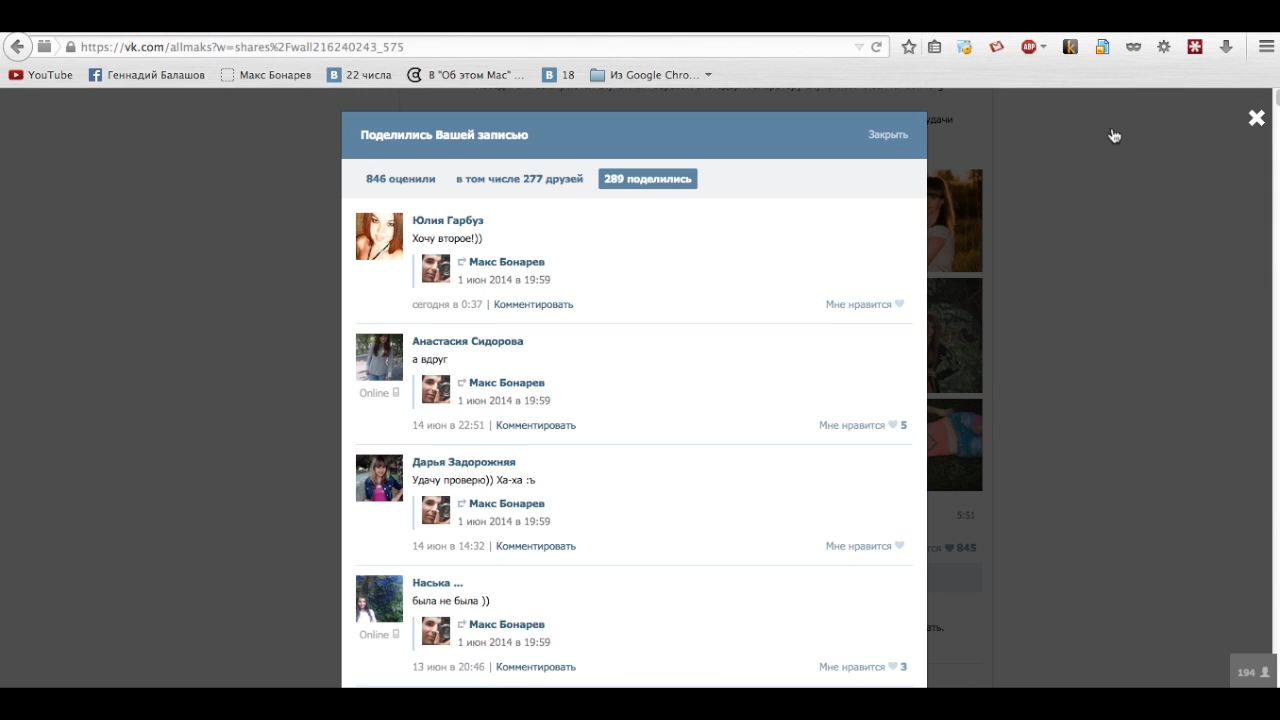 https://vk.com/allmaks?w=shares%2Fwall216240243_575
ABP
YouTube
Геннадий Балашов
Макс Бонарев
22 числа
8 "Об этом Mac" ...
18
Из Google Chro...
удачи
Поделились Вашей записью
Закрыть
846 оценили
в том числе 277 друзей
289 поделились
Юлия Гарбуз
Хочу второе!))
Макс Бонарев
1 июн 2014 в 19:59
сегодня в 0:37 | Комментировать
Мне нравится
Анастасия Сидорова
а вдруг
Online
Макс Бонарев
1 июн 2014 в 19:59
14 июн в 22:51 | Комментировать
Мне нравится 5
Дарья Задорожняя
Удачу проверю)) Ха-ха :ъ
Макс Бонарев
1 июн 2014 в 19:59
5:51
14 июн в 14:32 | Комментировать
Мне нравится
845
Наська ...
была не была ))
Макс Бонарев
Online
1 июн 2014 в 19:59
13 июн в 20:46 | Комментировать
Мне нравится 3
194